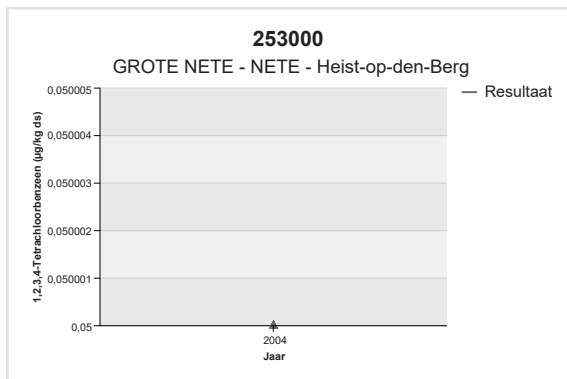 253000
GROTE NETE - NETE - Heist-op-den-Berg
Resultaat
1,2,3,4-Tetrachloorbenzeen (µg/kg ds)
0,050005
0,050004
0,050003
0,050002
0,050001
0,05
2004
Jaar